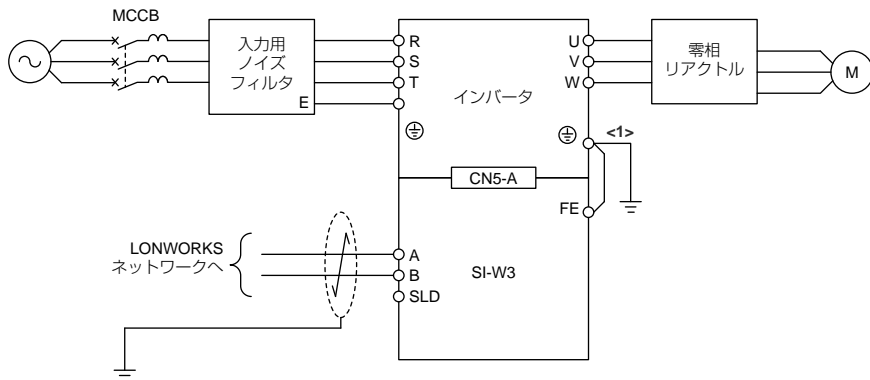 MCCB
入力用
ノイズ
フィルタ
E
R
S
T
インバータ
U
V
W
零相
リアクトル
M
<1>
CN5-A
FE
LONWORKS
ネットワークへ
A
B
SLD
SI-W3